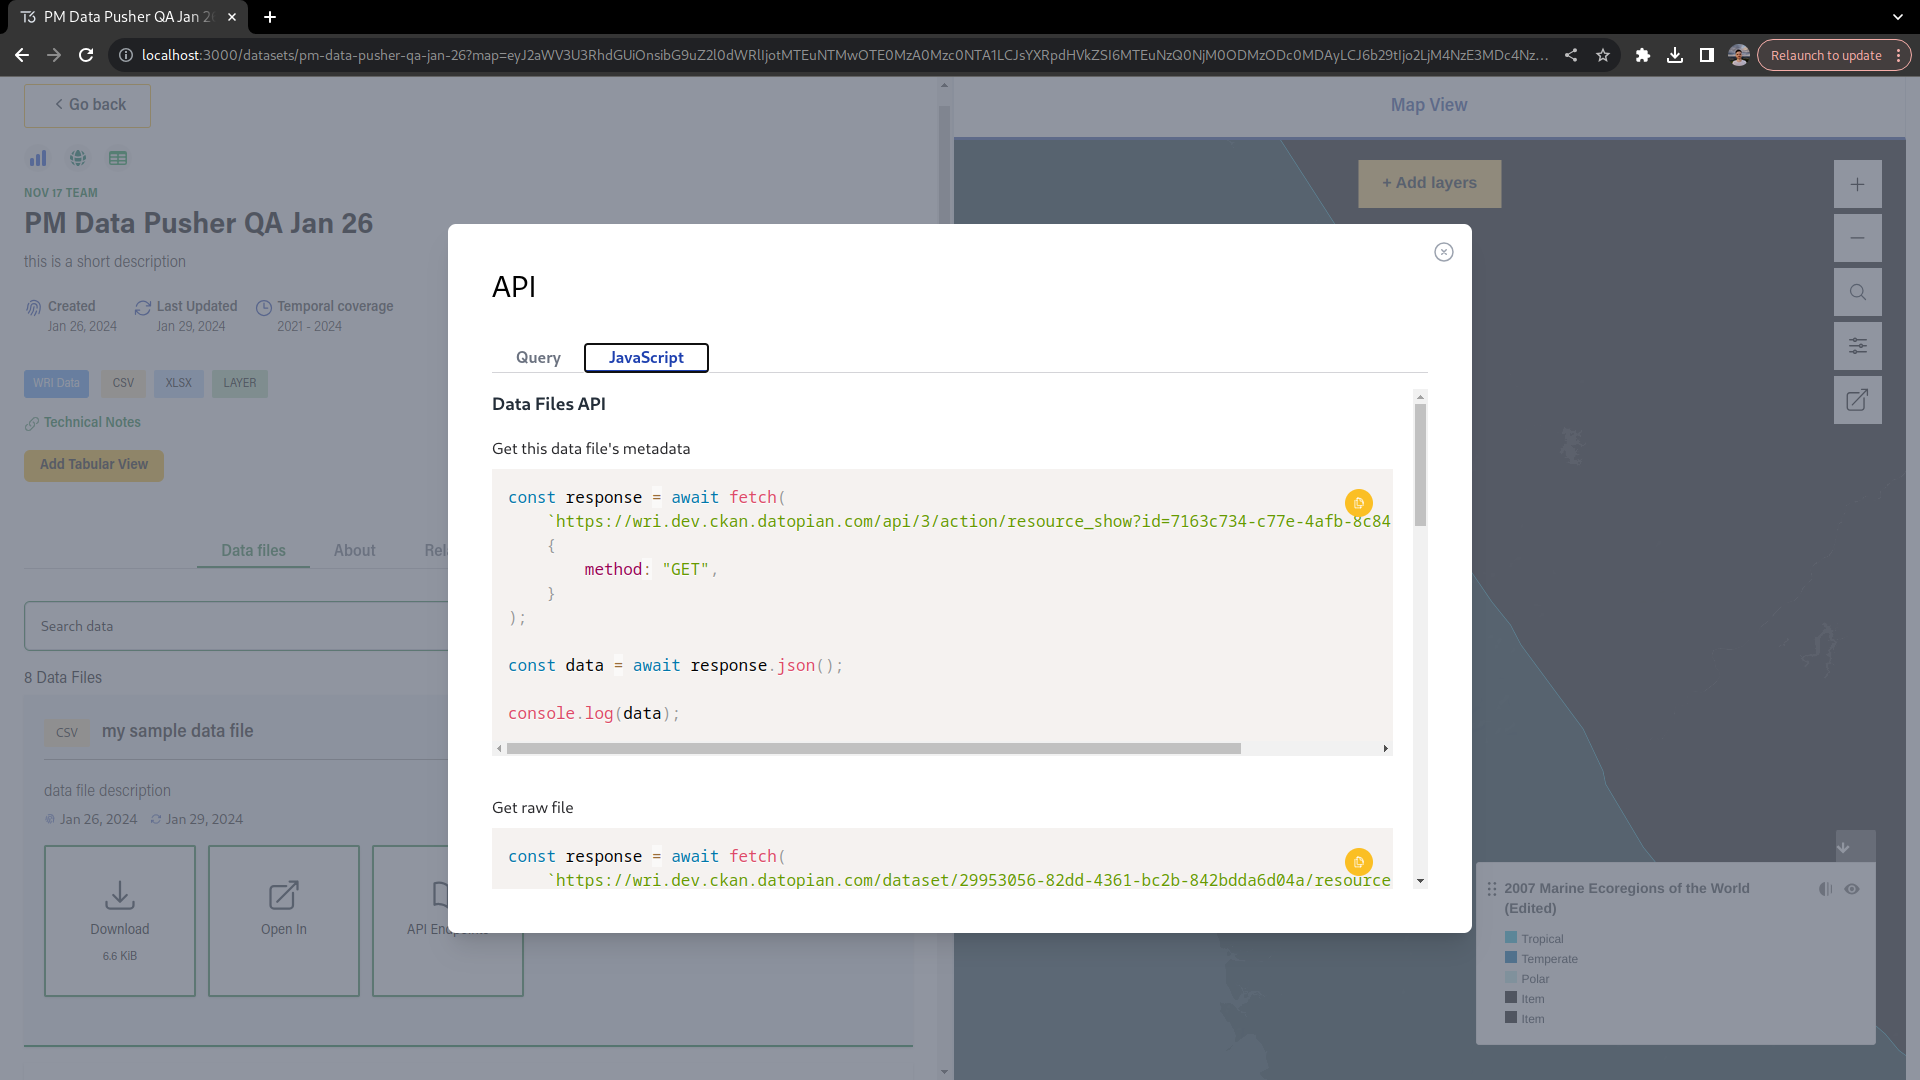 PM Data Pusher QA Jan 2
localhost:3000/datasets/pm-data-pusher-qa-jan-26?map=eyJ2aWV3U3RhdGUiOnsibG9uZ2l0dWRlIjotMTEuNTMwOTE0MzA0Mzc0NTA1LCJsYXRpdHVkZSI6MTEuNzQ0NjM0ODMzODc0MDAyLCJ6b29tIjo2LjM4NzE3MDc4Nz...
Relaunch to update
Go back
NOV 17 TEAM
PM Data Pusher QA Jan 26
this is a short description
Created
Jan 26, 2024
Last Updated
Jan 29, 2024
Temporal coverage
2021 - 2024
WRI Data
CSV
XLSX
LAYER
Technical Notes
Add Tabular View
Data files
About
Rel
Search data
8 Data Files
CSV
my sample data file
data file description
Jan 26, 2024
Jan 29, 2024
Download
6.6 KiB
Open In
API Endpoints
API
Query
JavaScript
Data Files API
Get this data file's metadata
const response = await fetch(
`https://wri.dev.ckan.datopian.com/api/3/action/resource_show?id=7163c734-c77e-4afb-8c84
{
method: "GET",
}
);
const data = await response.json();
console.log(data);
Get raw file
const response = await fetch(
`https://wri.dev.ckan.datopian.com/dataset/29953056-82dd-4361-bc2b-842bdda6d04a/resource
Map View
+ Add layers
2007 Marine Ecoregions of the World
(Edited)
Tropical
Temperate
Polar
Item
Item